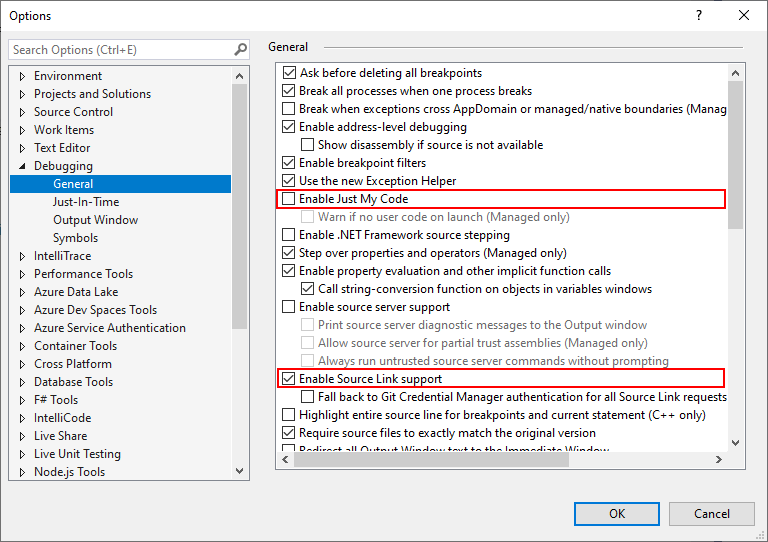 Options
Search Options (Ctrl+E)
Environment
Projects and Solutions
Source Control
Work Items
Text Editor
Debugging
General
Just-In-Time
Output Window
Symbols
IntelliTrace
Performance Tools
Azure Data Lake
Azure Dev Spaces Tools
Azure Service Authentication
Container Tools
Cross Platform
Database Tools
F# Tools
IntelliCode
Live Share
Live Unit Testing
Node.js Tools
General
Ask before deleting all breakpoints
Break all processes when one process breaks
Break when exceptions cross AppDomain or managed/native boundaries (Manag
Enable address-level debugging
Show disassembly if source is not available
Enable breakpoint filters
Use the new Exception Helper
Enable Just My Code
Warn if no user code on launch (Managed only)
Enable .NET Framework source stepping
Step over properties and operators (Managed only)
Enable property evaluation and other implicit function calls
Call string-conversion function on objects in variables windows
Enable source server support
Print source server diagnostic messages to the Output window
Allow source server for partial trust assemblies (Managed only)
Always run untrusted source server commands without prompting
Enable Source Link support
Fall back to Git Credential Manager authentication for all Source Link requests
Highlight entire source line for breakpoints and current statement (C++ only)
Require source files to exactly match the original version
Redirect all Output Window text to the Immediate Window
OK
Cancel